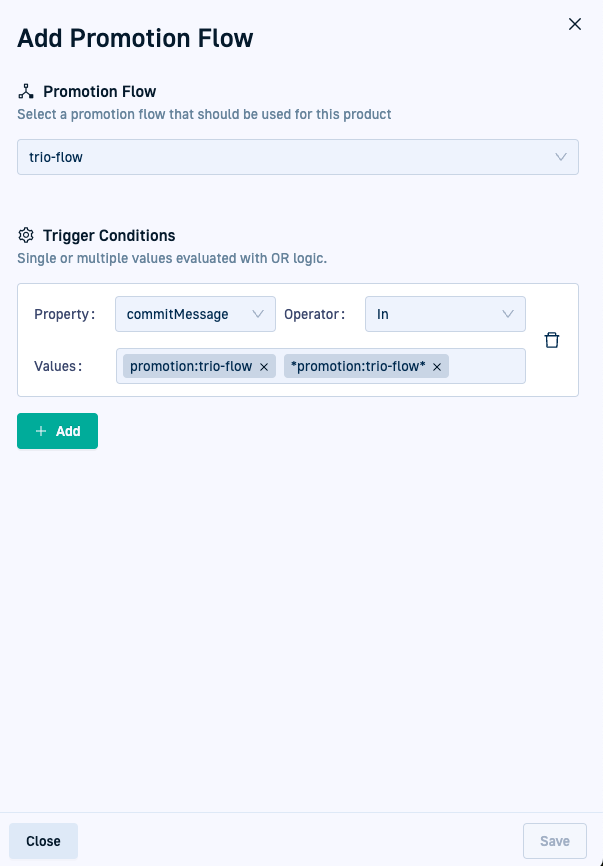 Add Promotion Flow
Promotion Flow
Select a promotion flow that should be used for this product
trio-flow
Trigger Conditions
Single or multiple values evaluated with OR logic.
Property: commitMessage Operator: In
Values: promotion:trio-flow × *promotion:trio-flow* ×
+ Add
Close Save